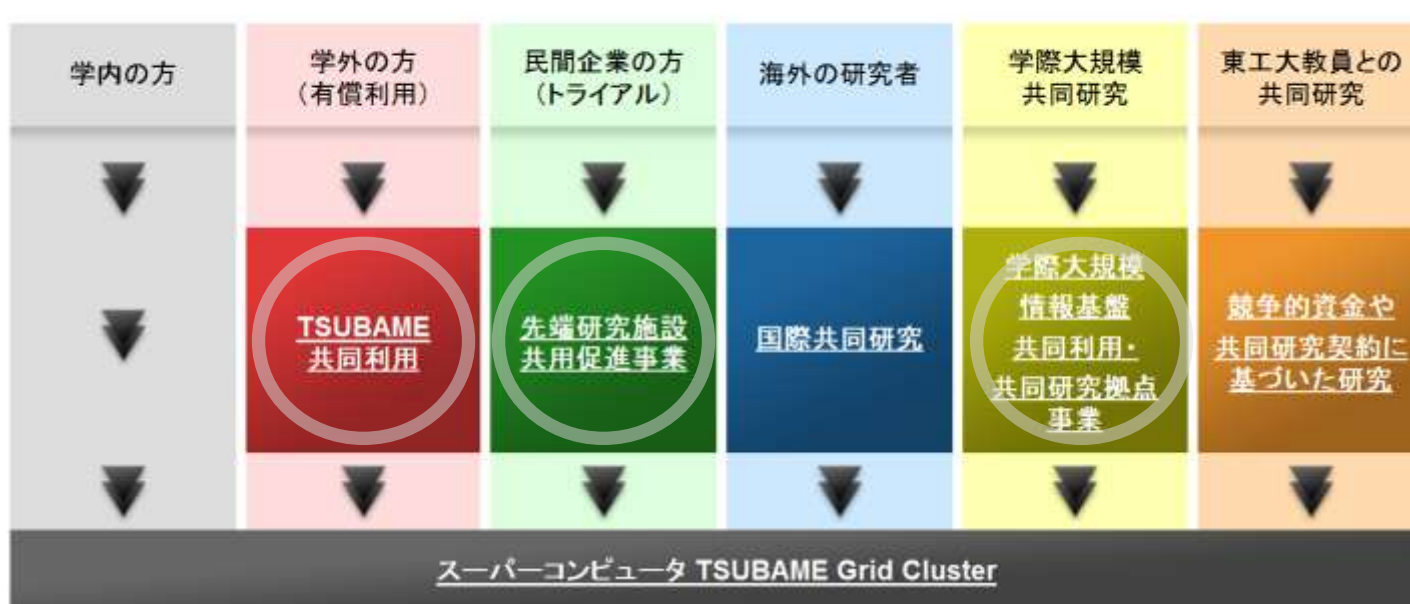 学内の方
学外の方
（有償利用）
民間企業の方
（トライアル）
海外の研究者
学際大規模
共同研究
東工大教員との
共同研究
TSUBAME
共同利用
先端研究施設
共用促進事業
国際共同研究
学際大規模
情報基盤
共同利用・
共同研究拠点
事業
競争的資金や
共同研究契約に
基づいた研究
スーパーコンピュータ TSUBAME Grid Cluster